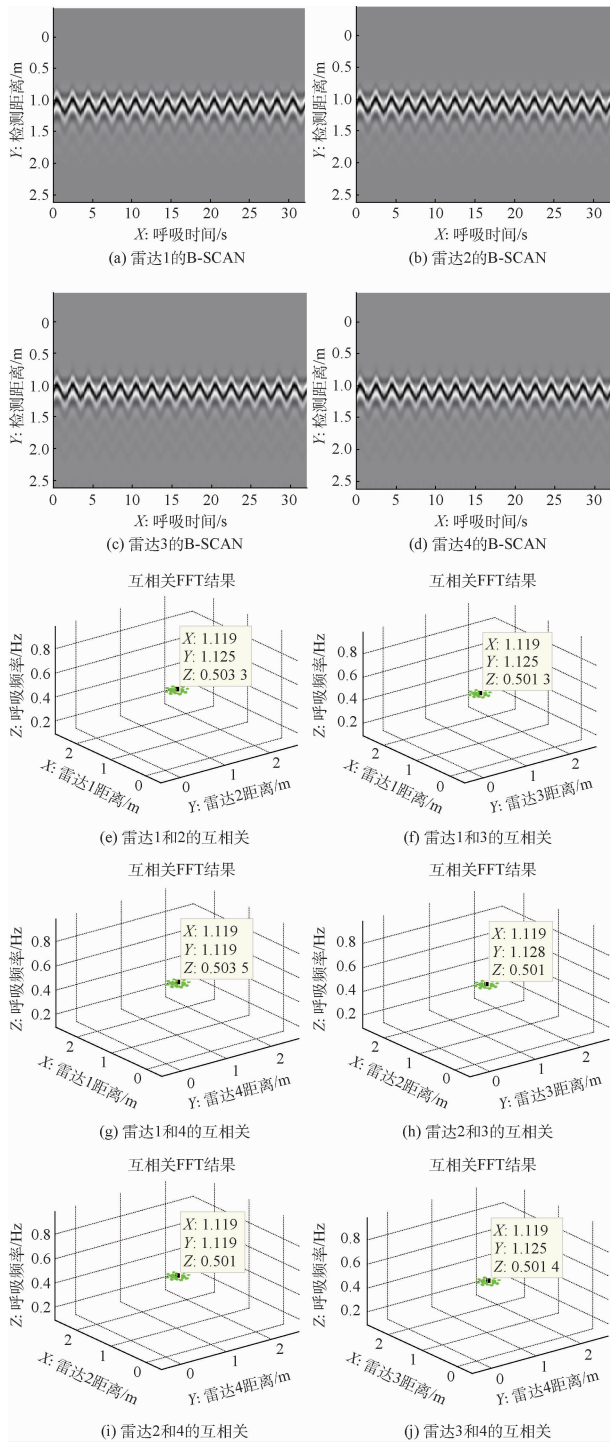 0
0.5
1.0
1.5
2.0
2.5
Y: 检测距离/m
0 5 10 15 20 25 30
X: 呼吸时间/s
(a) 雷达1的B-SCAN
0
0.5
1.0
1.5
2.0
2.5
Y: 检测距离/m
0 5 10 15 20 25 30
X: 呼吸时间/s
(b) 雷达2的B-SCAN
0
0.5
1.0
1.5
2.0
2.5
Y: 检测距离/m
0 5 10 15 20 25 30
X: 呼吸时间/s
(c) 雷达3的B-SCAN
0
0.5
1.0
1.5
2.0
2.5
Y: 检测距离/m
0 5 10 15 20 25 30
X: 呼吸时间/s
(d) 雷达4的B-SCAN
互相关FFT结果
X: 1.119
Y: 1.125
Z: 0.503 3
0.8
0.6
0.4
0.2
Z: 呼吸频率/Hz
2 1 0
X: 雷达1距离/m
0 1 2
Y: 雷达2距离/m
(e) 雷达1和2的互相关
互相关FFT结果
X: 1.119
Y: 1.125
Z: 0.501 3
0.8
0.6
0.4
0.2
Z: 呼吸频率/Hz
2 1 0
X: 雷达1距离/m
0 1 2
Y: 雷达3距离/m
(f) 雷达1和3的互相关
互相关FFT结果
X: 1.119
Y: 1.119
Z: 0.503 5
0.8
0.6
0.4
0.2
Z: 呼吸频率/Hz
2 1 0
X: 雷达1距离/m
0 1 2
Y: 雷达4距离/m
(g) 雷达1和4的互相关
互相关FFT结果
X: 1.119
Y: 1.128
Z: 0.501
0.8
0.6
0.4
0.2
Z: 呼吸频率/Hz
2 1 0
X: 雷达2距离/m
0 1 2
Y: 雷达3距离/m
(h) 雷达2和3的互相关
互相关FFT结果
X: 1.119
Y: 1.119
Z: 0.501
0.8
0.6
0.4
0.2
Z: 呼吸频率/Hz
2 1 0
X: 雷达2距离/m
0 1 2
Y: 雷达4距离/m
(i) 雷达2和4的互相关
互相关FFT结果
X: 1.119
Y: 1.125
Z: 0.501 4
0.8
0.6
0.4
0.2
Z: 呼吸频率/Hz
2 1 0
X: 雷达3距离/m
0 1 2
Y: 雷达4距离/m
(j) 雷达3和4的互相关